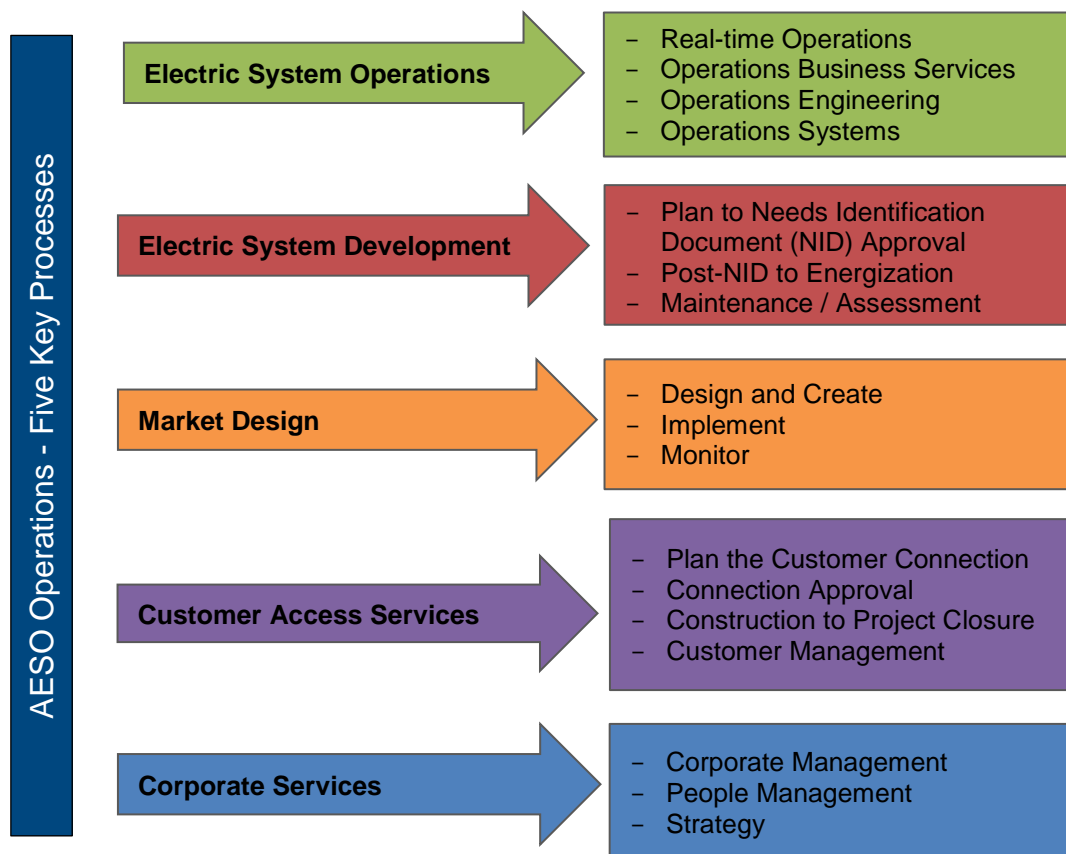 AESO Operations - Five Key Processes
Electric System Operations
- Real-time Operations
- Operations Business Services
- Operations Engineering
- Operations Systems
Electric System Development
- Plan to Needs Identification
Document (NID) Approval
- Post-NID to Energization
- Maintenance / Assessment
Market Design
- Design and Create
- Implement
- Monitor
Customer Access Services
- Plan the Customer Connection
- Connection Approval
- Construction to Project Closure
- Customer Management
Corporate Services
- Corporate Management
- People Management
- Strategy